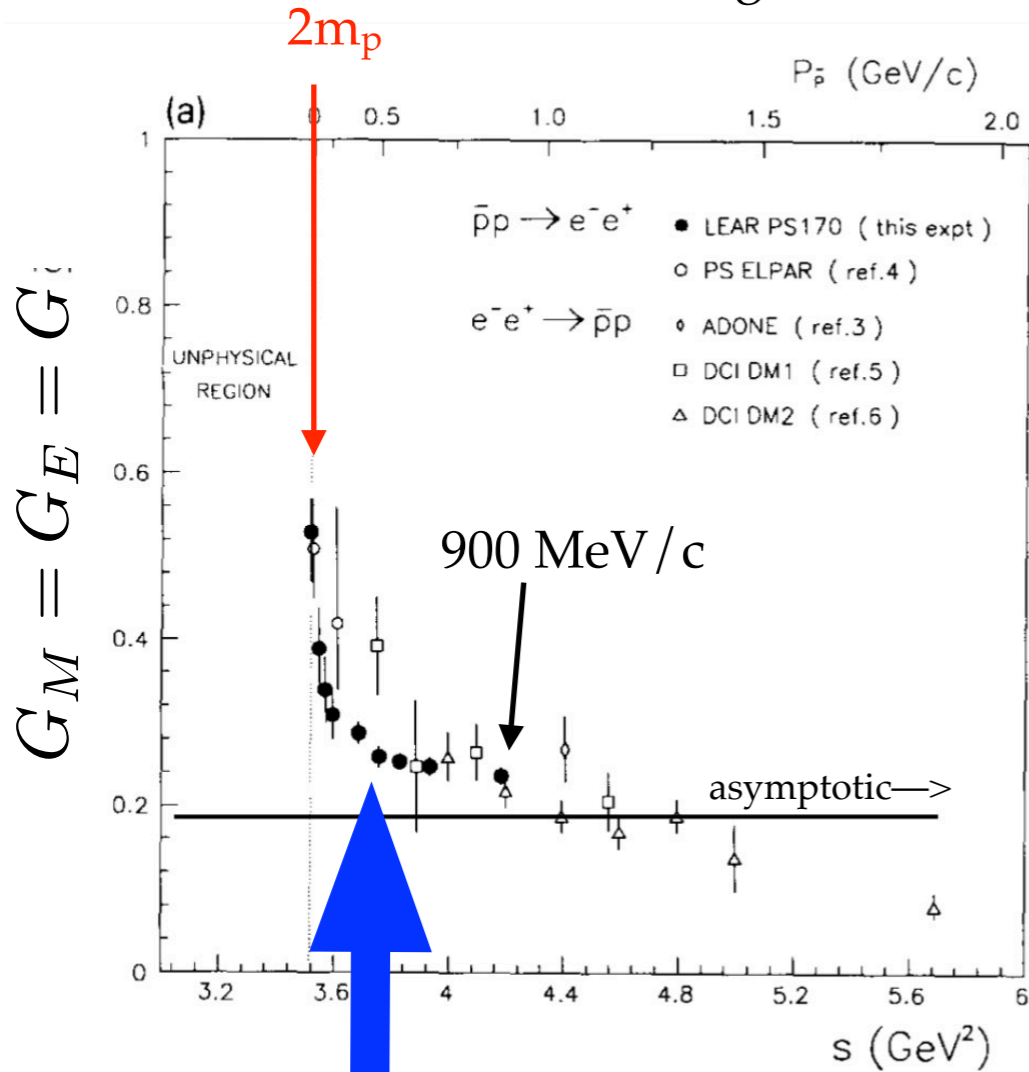 2mₚ
P_p̄ (GeV/c)
(a)
0 0.5 1.0 1.5 2.0
1
p̄p → e⁻e⁺
● LEAR PS170 ( this expt )
○ PS ELPAR ( ref.4 )
0.8
e⁻e⁺ → p̄p
◊ ADONE ( ref.3 )
□ DCI DM1 ( ref.5 )
△ DCI DM2 ( ref.6 )
UNPHYSICAL
REGION
G_M = G_E = G
0.6
900 MeV/c
0.4
asymptotic—>
0.2
0
3.2 3.6 4 4.4 4.8 5.2 5.6 6
s (GeV²)